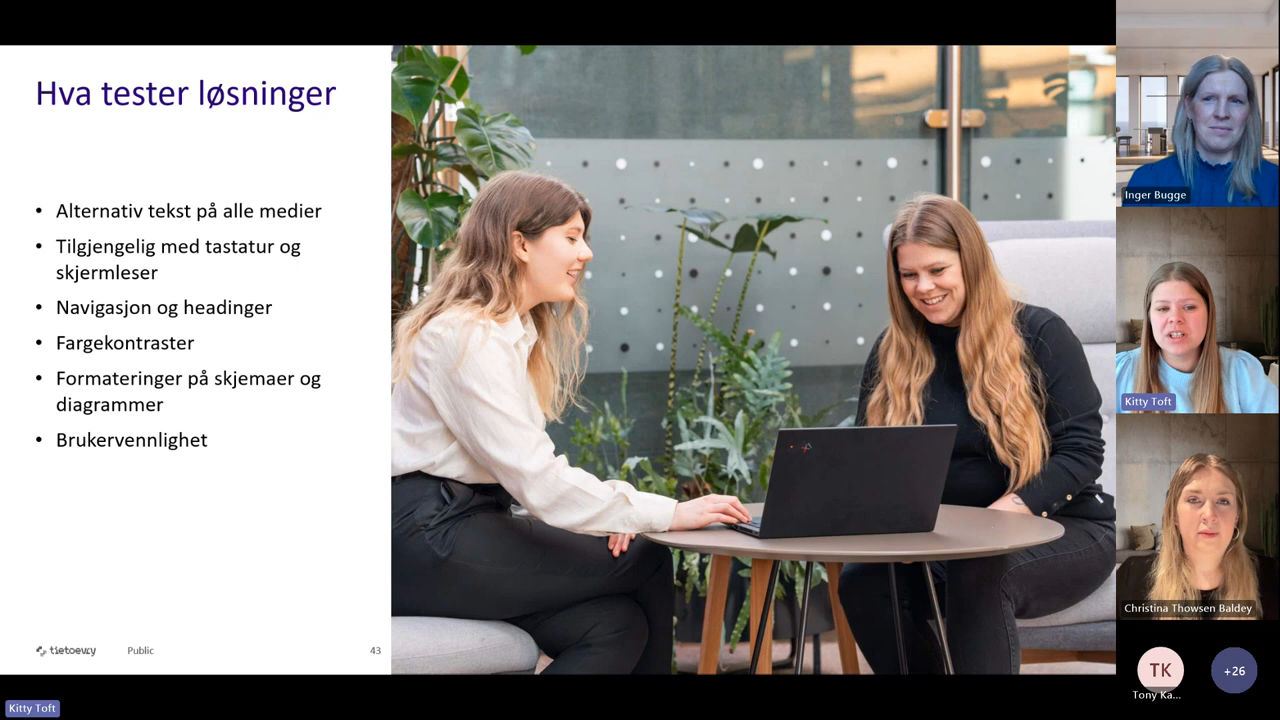 Hva tester løsninger
• Alternativ tekst på alle medier
• Tilgjengelig med tastatur og
skjermleser
• Navigasjon og headinger
• Fargekontraster
• Formateringer på skjemaer og
diagrammer
• Brukervennlighet
tietoevry
Public
43
Inger Bugge
Kitty Toft
Christina Thowsen Baldey
TK
Tony Ka...
+26
Kitty Toft